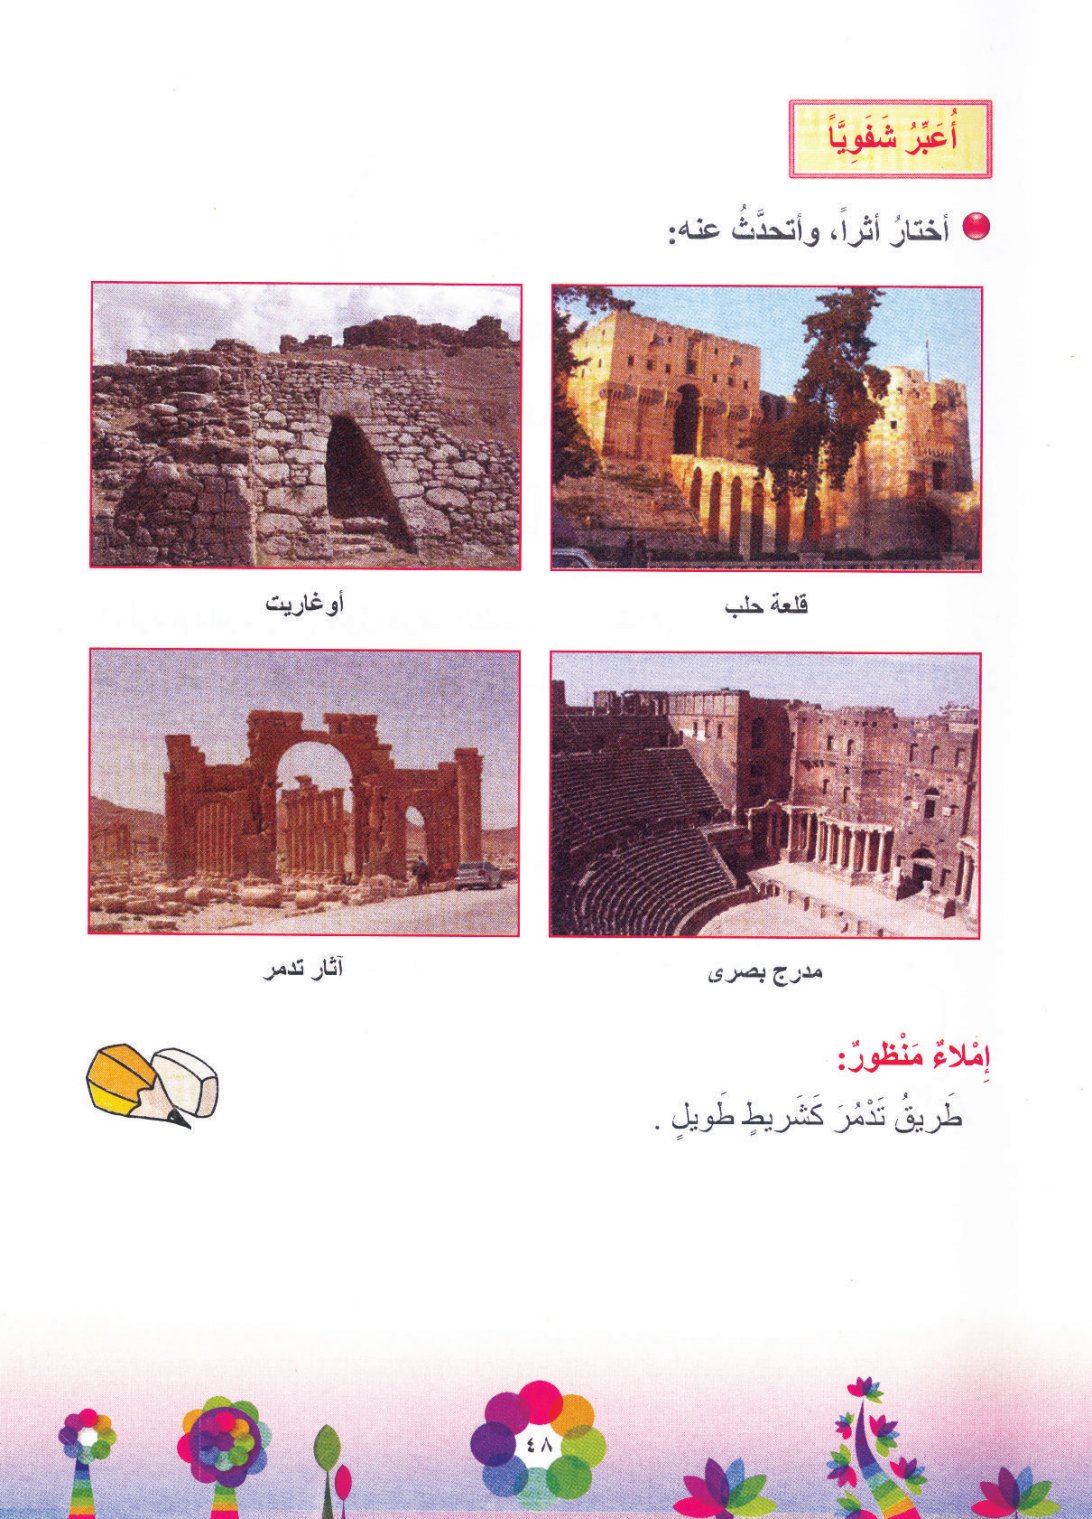 أُعَبِّرُ شَفَوِيَّاً
أختارُ أثراً، وأتحدَّثُ عنه:
قلعة حلب
أوغاريت
مدرج بصرى
آثار تدمر
إِمْلاءٌ مَنْظورٌ:
طَريقُ تَدْمُرَ كَشَريطٍ طَويلٍ .
٤٨